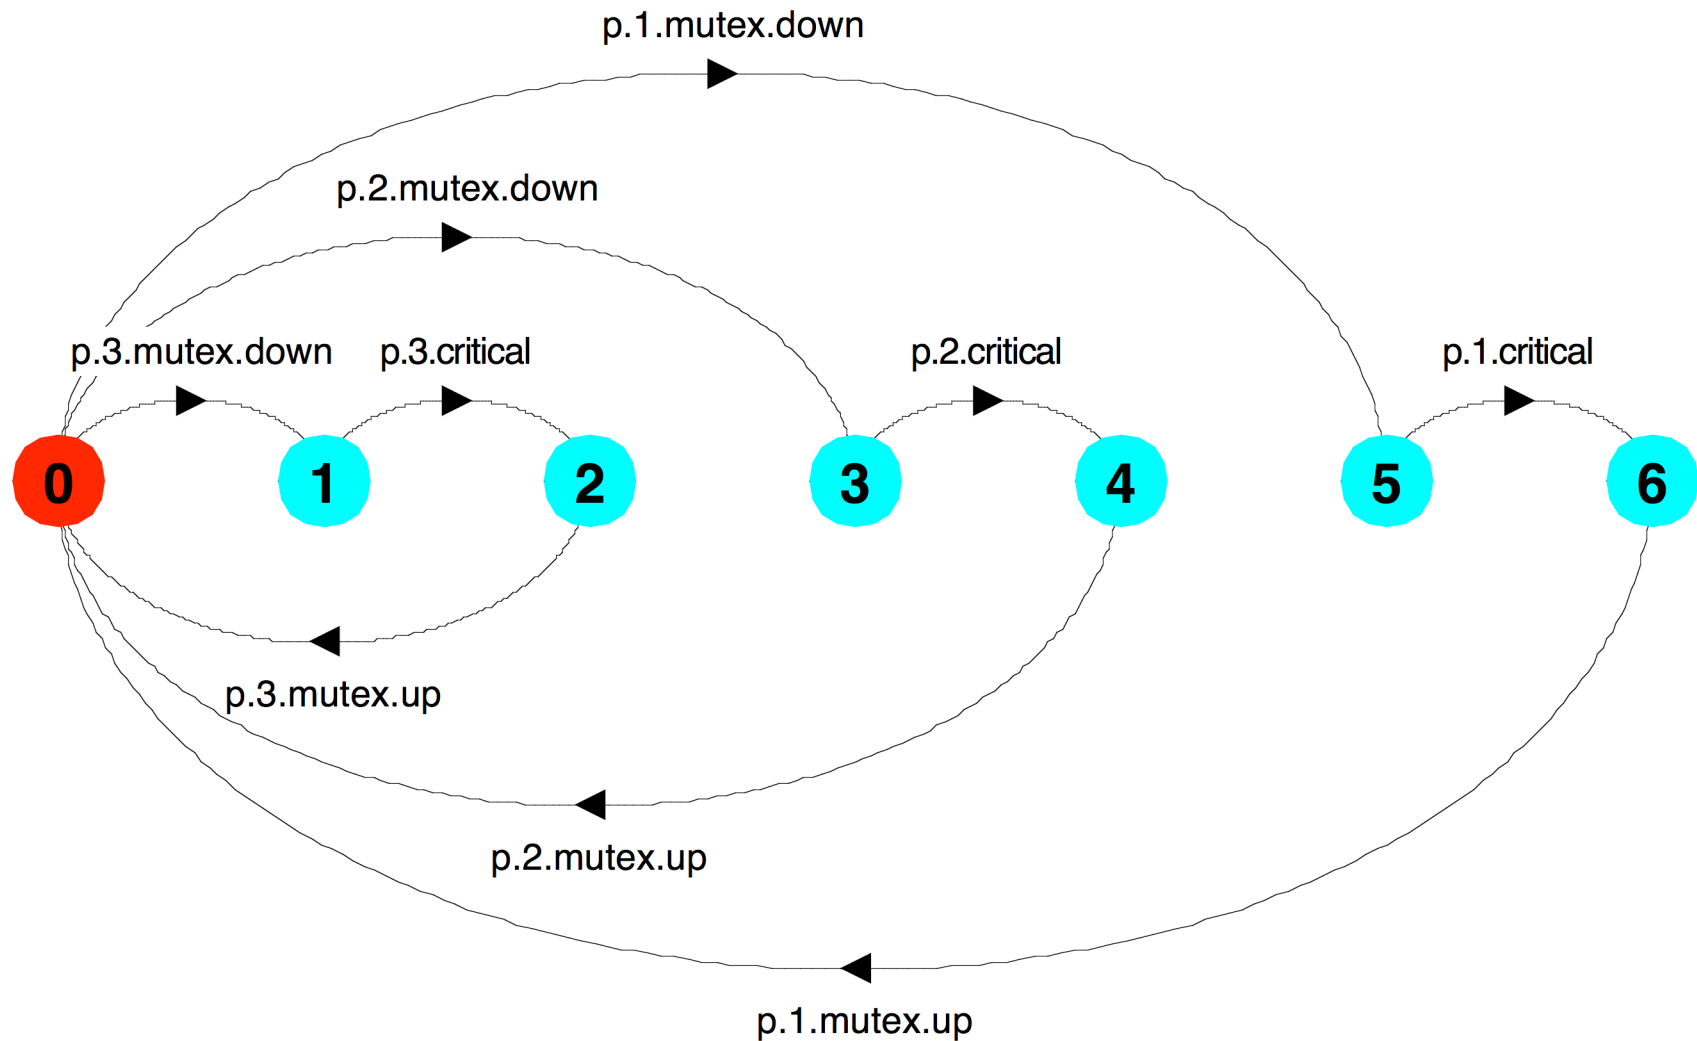 p.1.mutex.down
p.2.mutex.down
p.3.mutex.down p.3.critical p.2.critical p.1.critical
0 1 2 3 4 5 6
p.3.mutex.up
p.2.mutex.up
p.1.mutex.up